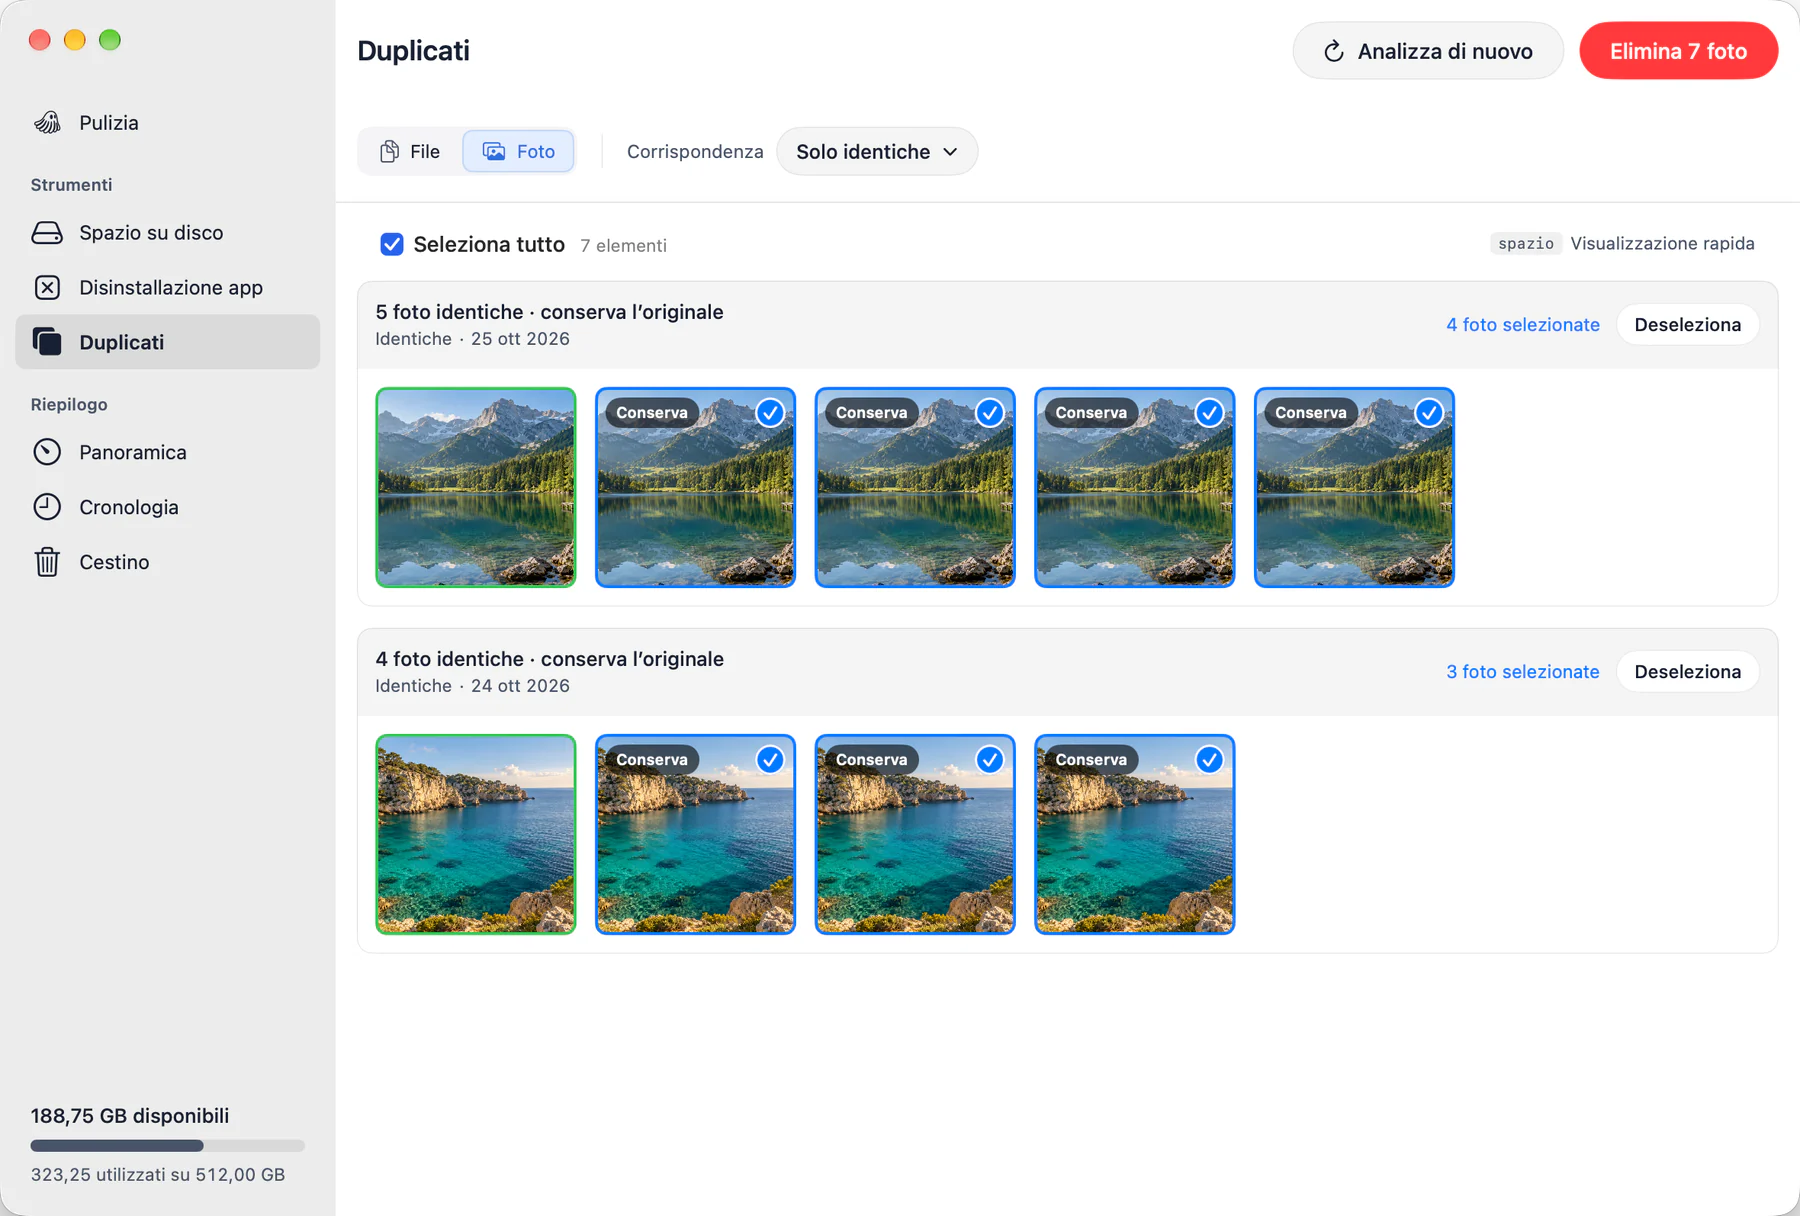 Duplicati
Analizza di nuovo
Elimina 7 foto
Pulizia
Strumenti
Spazio su disco
Disinstallazione app
Duplicati
Riepilogo
Panoramica
Cronologia
Cestino
188,75 GB disponibili
323,25 utilizzati su 512,00 GB
File
Foto
Corrispondenza
Solo identiche
Seleziona tutto 7 elementi
spazio Visualizzazione rapida
5 foto identiche · conserva l’originale
Identiche · 25 ott 2026
4 foto selezionate
Deseleziona
Conserva
Conserva
Conserva
Conserva
4 foto identiche · conserva l’originale
Identiche · 24 ott 2026
3 foto selezionate
Deseleziona
Conserva
Conserva
Conserva